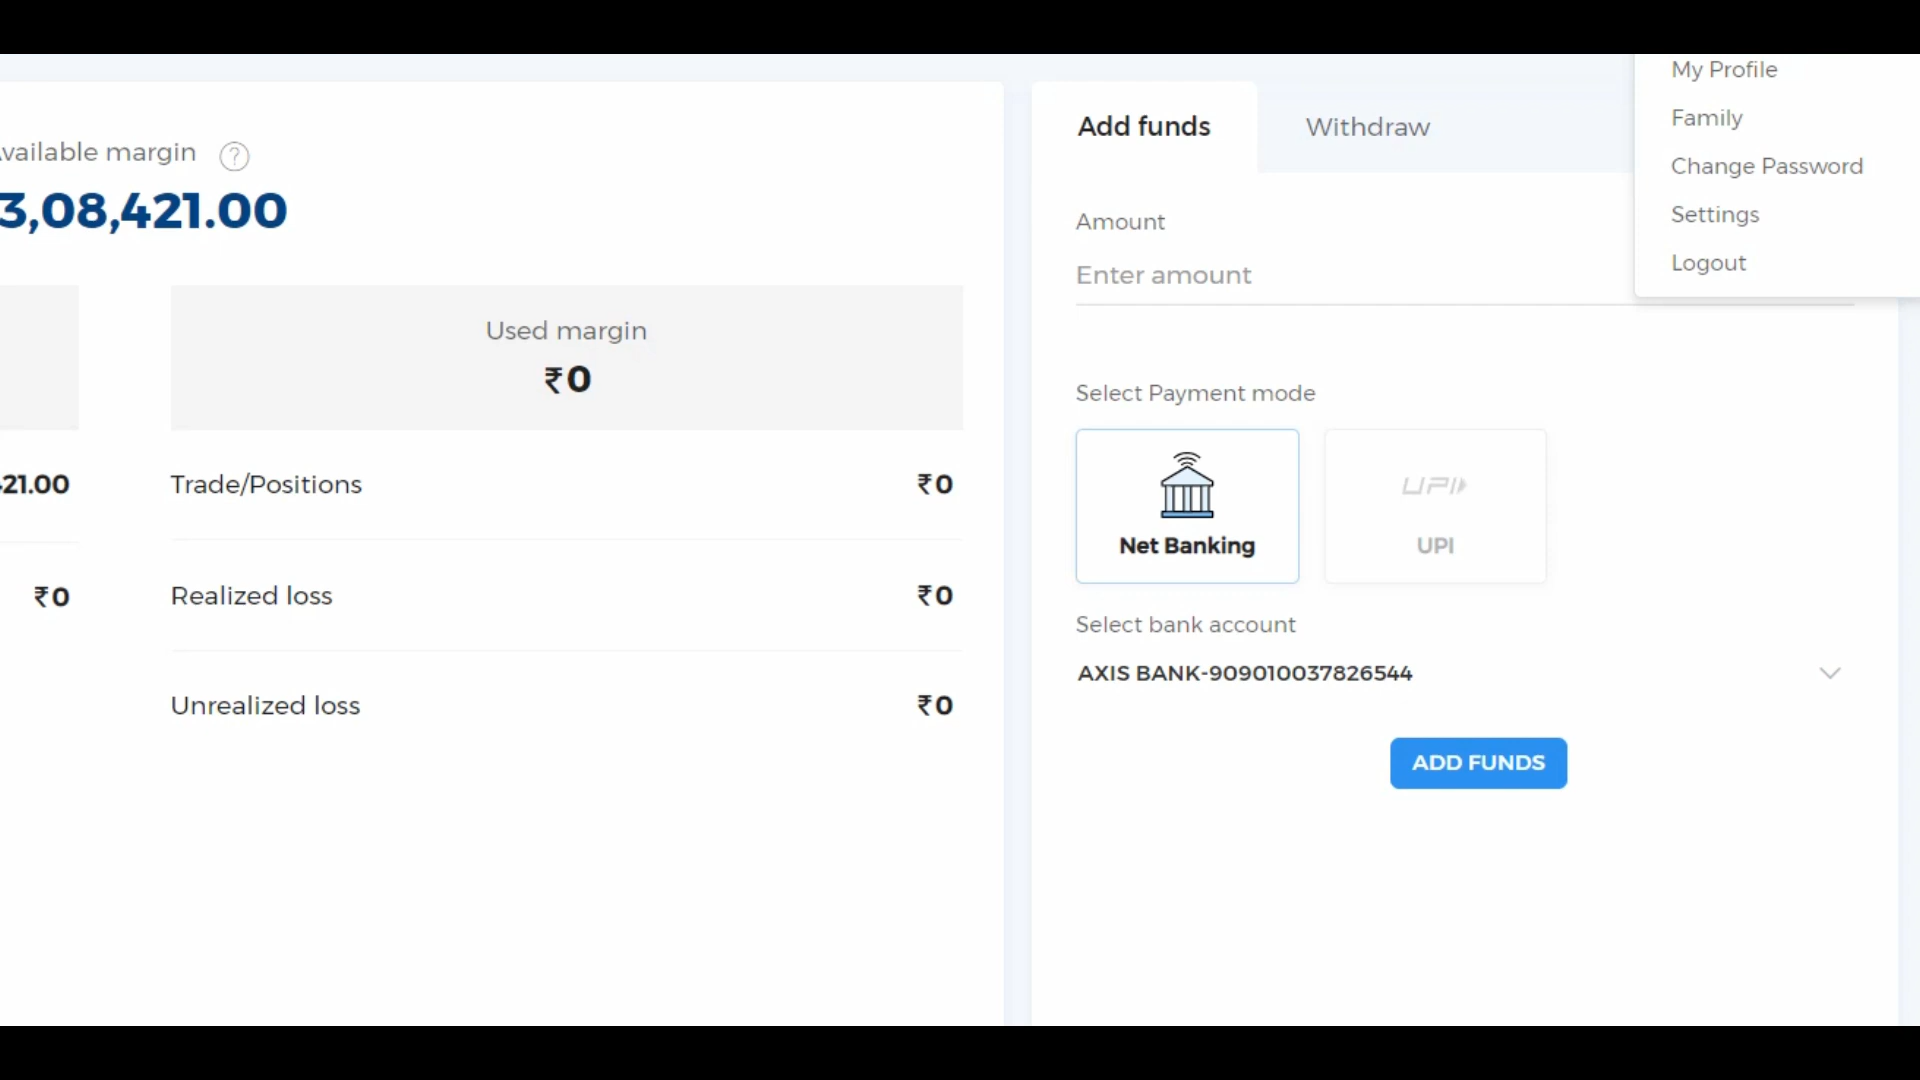 Available margin ?
3,08,421.00
Used margin
₹0
21.00
Trade/Positions ₹0
₹0
Realized loss ₹0
Unrealized loss ₹0
Add funds Withdraw
Amount
Enter amount
Select Payment mode
Net Banking
UPI
UPI
Select bank account
AXIS BANK-909010037826544
ADD FUNDS
My Profile
Family
Change Password
Settings
Logout